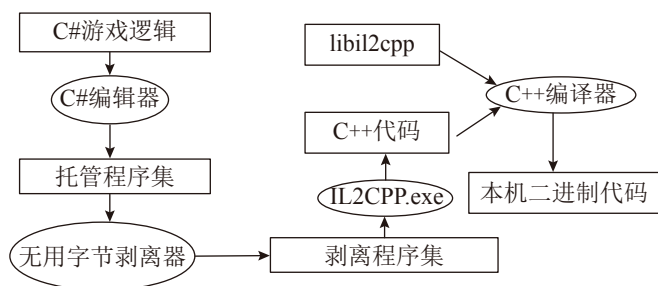 C#游戏逻辑
C#编辑器
托管程序集
无用字节剥离器
剥离程序集
IL2CPP.exe
C++代码
libil2cpp
C++编译器
本机二进制代码